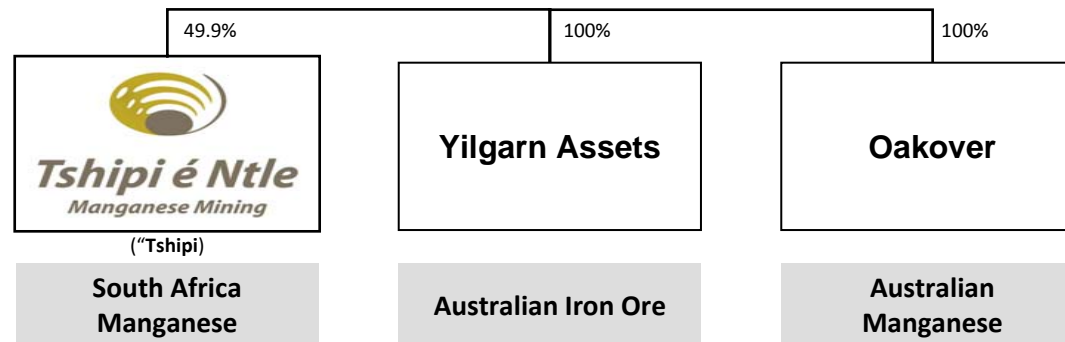 49.9%
100%
100%
Tshipi é Ntle
Manganese Mining
Yilgarn Assets
Oakover
(“Tshipi)
South Africa
Manganese
Australian Iron Ore
Australian
Manganese